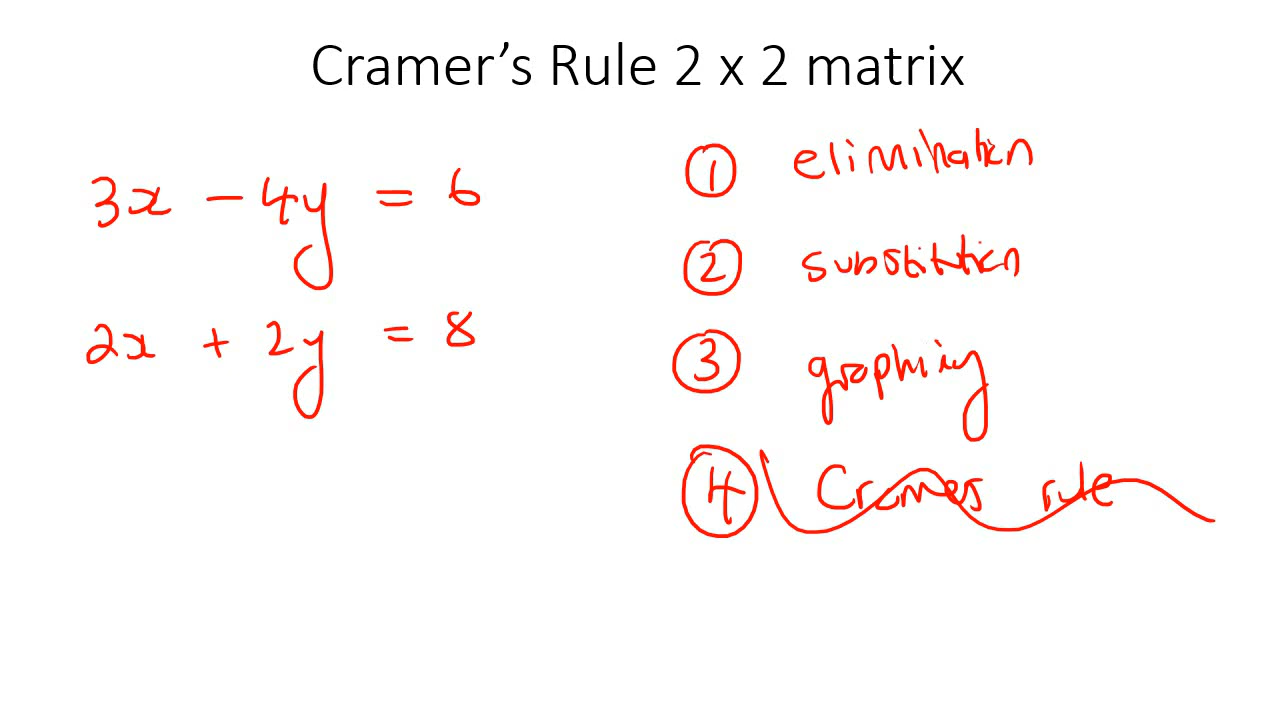 Cramer's Rule 2 x 2 matrix
3x - 4y = 6
2x + 2y = 8
① elimination
② substitution
③ graphing
④ Cramers rule